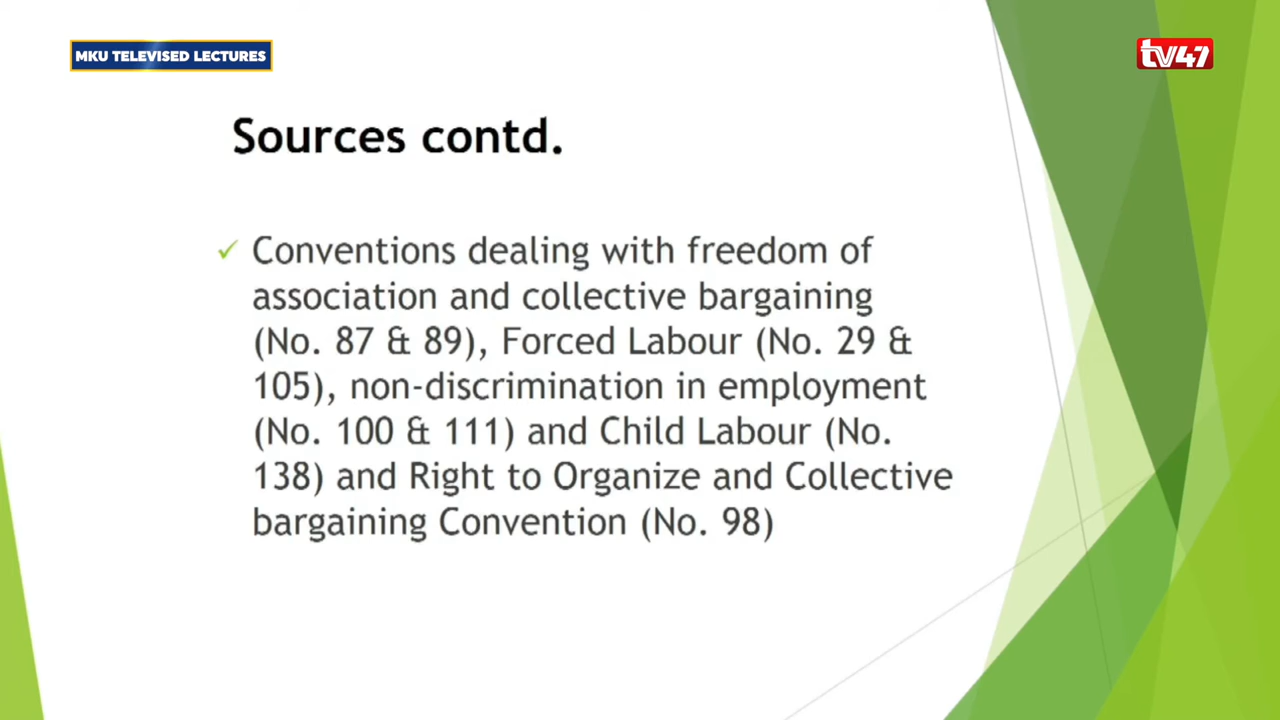 MKU TELEVISED LECTURES
tv47
Sources contd.
✓ Conventions dealing with freedom of
association and collective bargaining
(No. 87 & 89), Forced Labour (No. 29 &
105), non-discrimination in employment
(No. 100 & 111) and Child Labour (No.
138) and Right to Organize and Collective
bargaining Convention (No. 98)